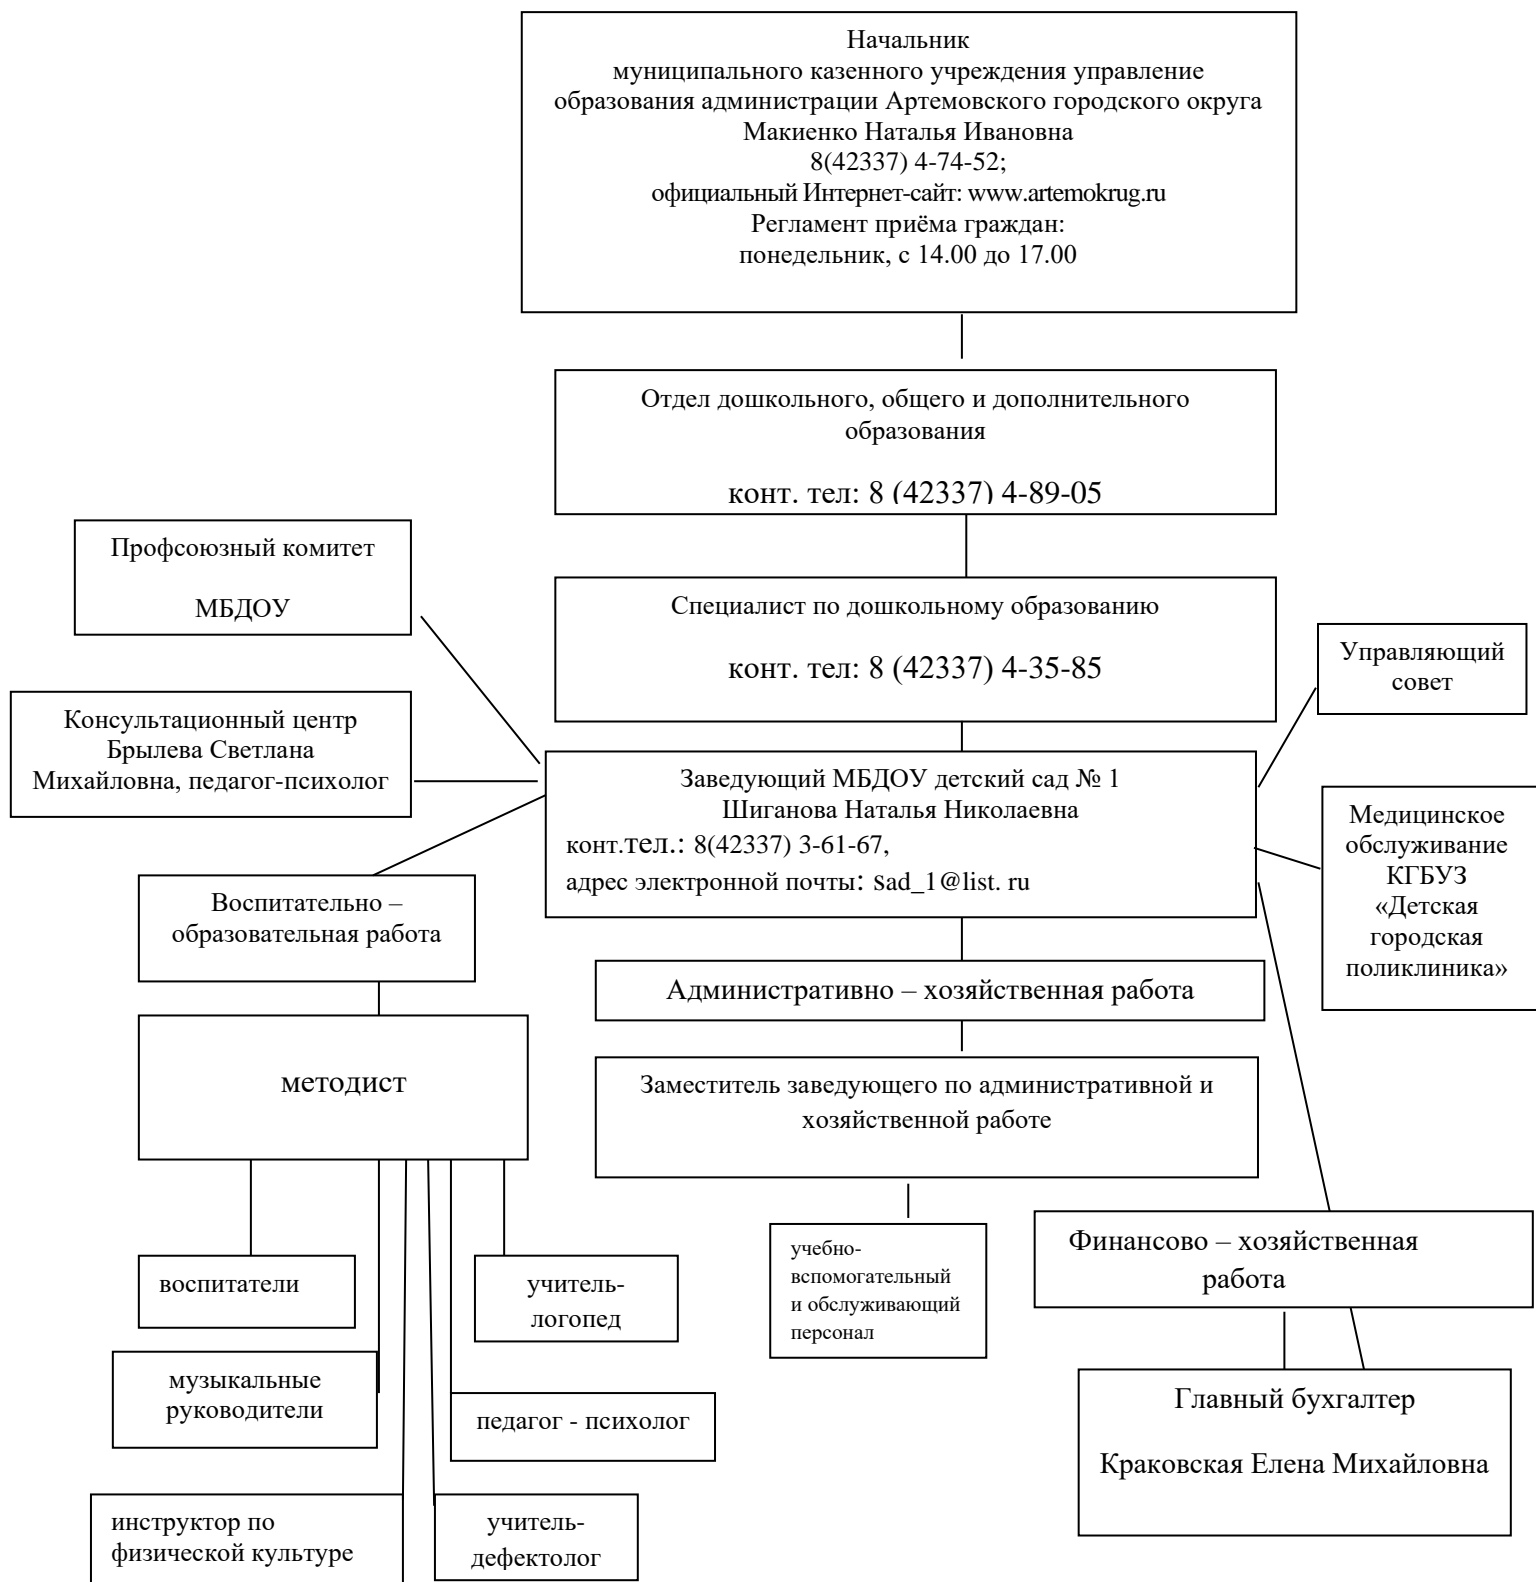 Начальник
муниципального казенного учреждения управление
образования администрации Артемовского городского округа
Макиенко Наталья Ивановна
8(42337) 4-74-52;
официальный Интернет-сайт: www.artemokrug.ru
Регламент приёма граждан:
понедельник, с 14.00 до 17.00
Отдел дошкольного, общего и дополнительного
образования
конт. тел: 8 (42337) 4-89-05
Профсоюзный комитет
МБДОУ
Специалист по дошкольному образованию
конт. тел: 8 (42337) 4-35-85
Управляющий
совет
Консультационный центр
Брылева Светлана
Михайловна, педагог-психолог
Заведующий МБДОУ детский сад № 1
Шиганова Наталья Николаевна
конт.тел.: 8(42337) 3-61-67,
адрес электронной почты: sad_1@list. ru
Медицинское
обслуживание
КГБУЗ
«Детская
городская
поликлиника»
Воспитательно –
образовательная работа
Административно – хозяйственная работа
методист
Заместитель заведующего по административной и
хозяйственной работе
воспитатели
учитель-
логопед
учебно-
вспомогательный
и обслуживающий
персонал
Финансово – хозяйственная
работа
музыкальные
руководители
педагог - психолог
Главный бухгалтер
Краковская Елена Михайловна
инструктор по
физической культуре
учитель-
дефектолог